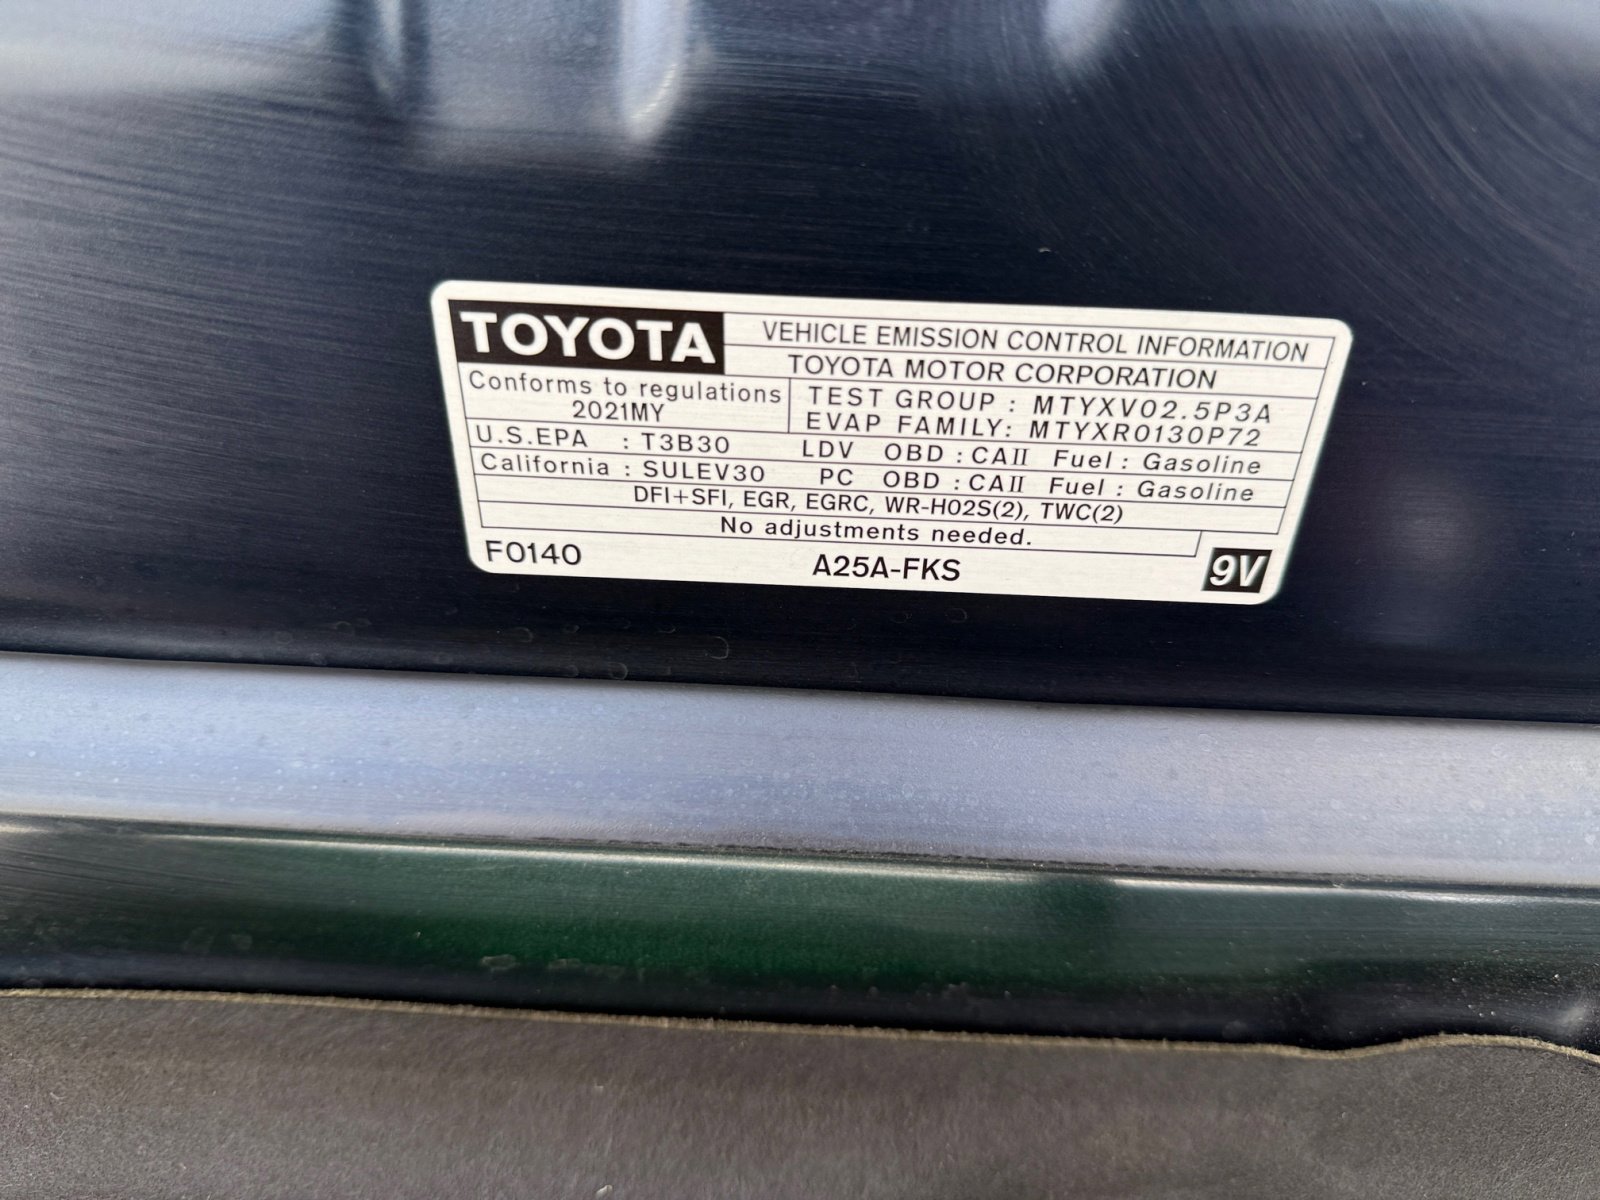 TOYOTA
VEHICLE EMISSION CONTROL INFORMATION
TOYOTA MOTOR CORPORATION
Conforms to regulations
2021MY
TEST GROUP : MTYXV02.5P3A
EVAP FAMILY: MTYXR0130P72
U.S.EPA : T3B30 LDV OBD : CAII Fuel : Gasoline
California : SULEV30 PC OBD : CAII Fuel : Gasoline
DFI+SFI, EGR, EGRC, WR-HO2S(2), TWC(2)
No adjustments needed.
F0140 A25A-FKS 9V